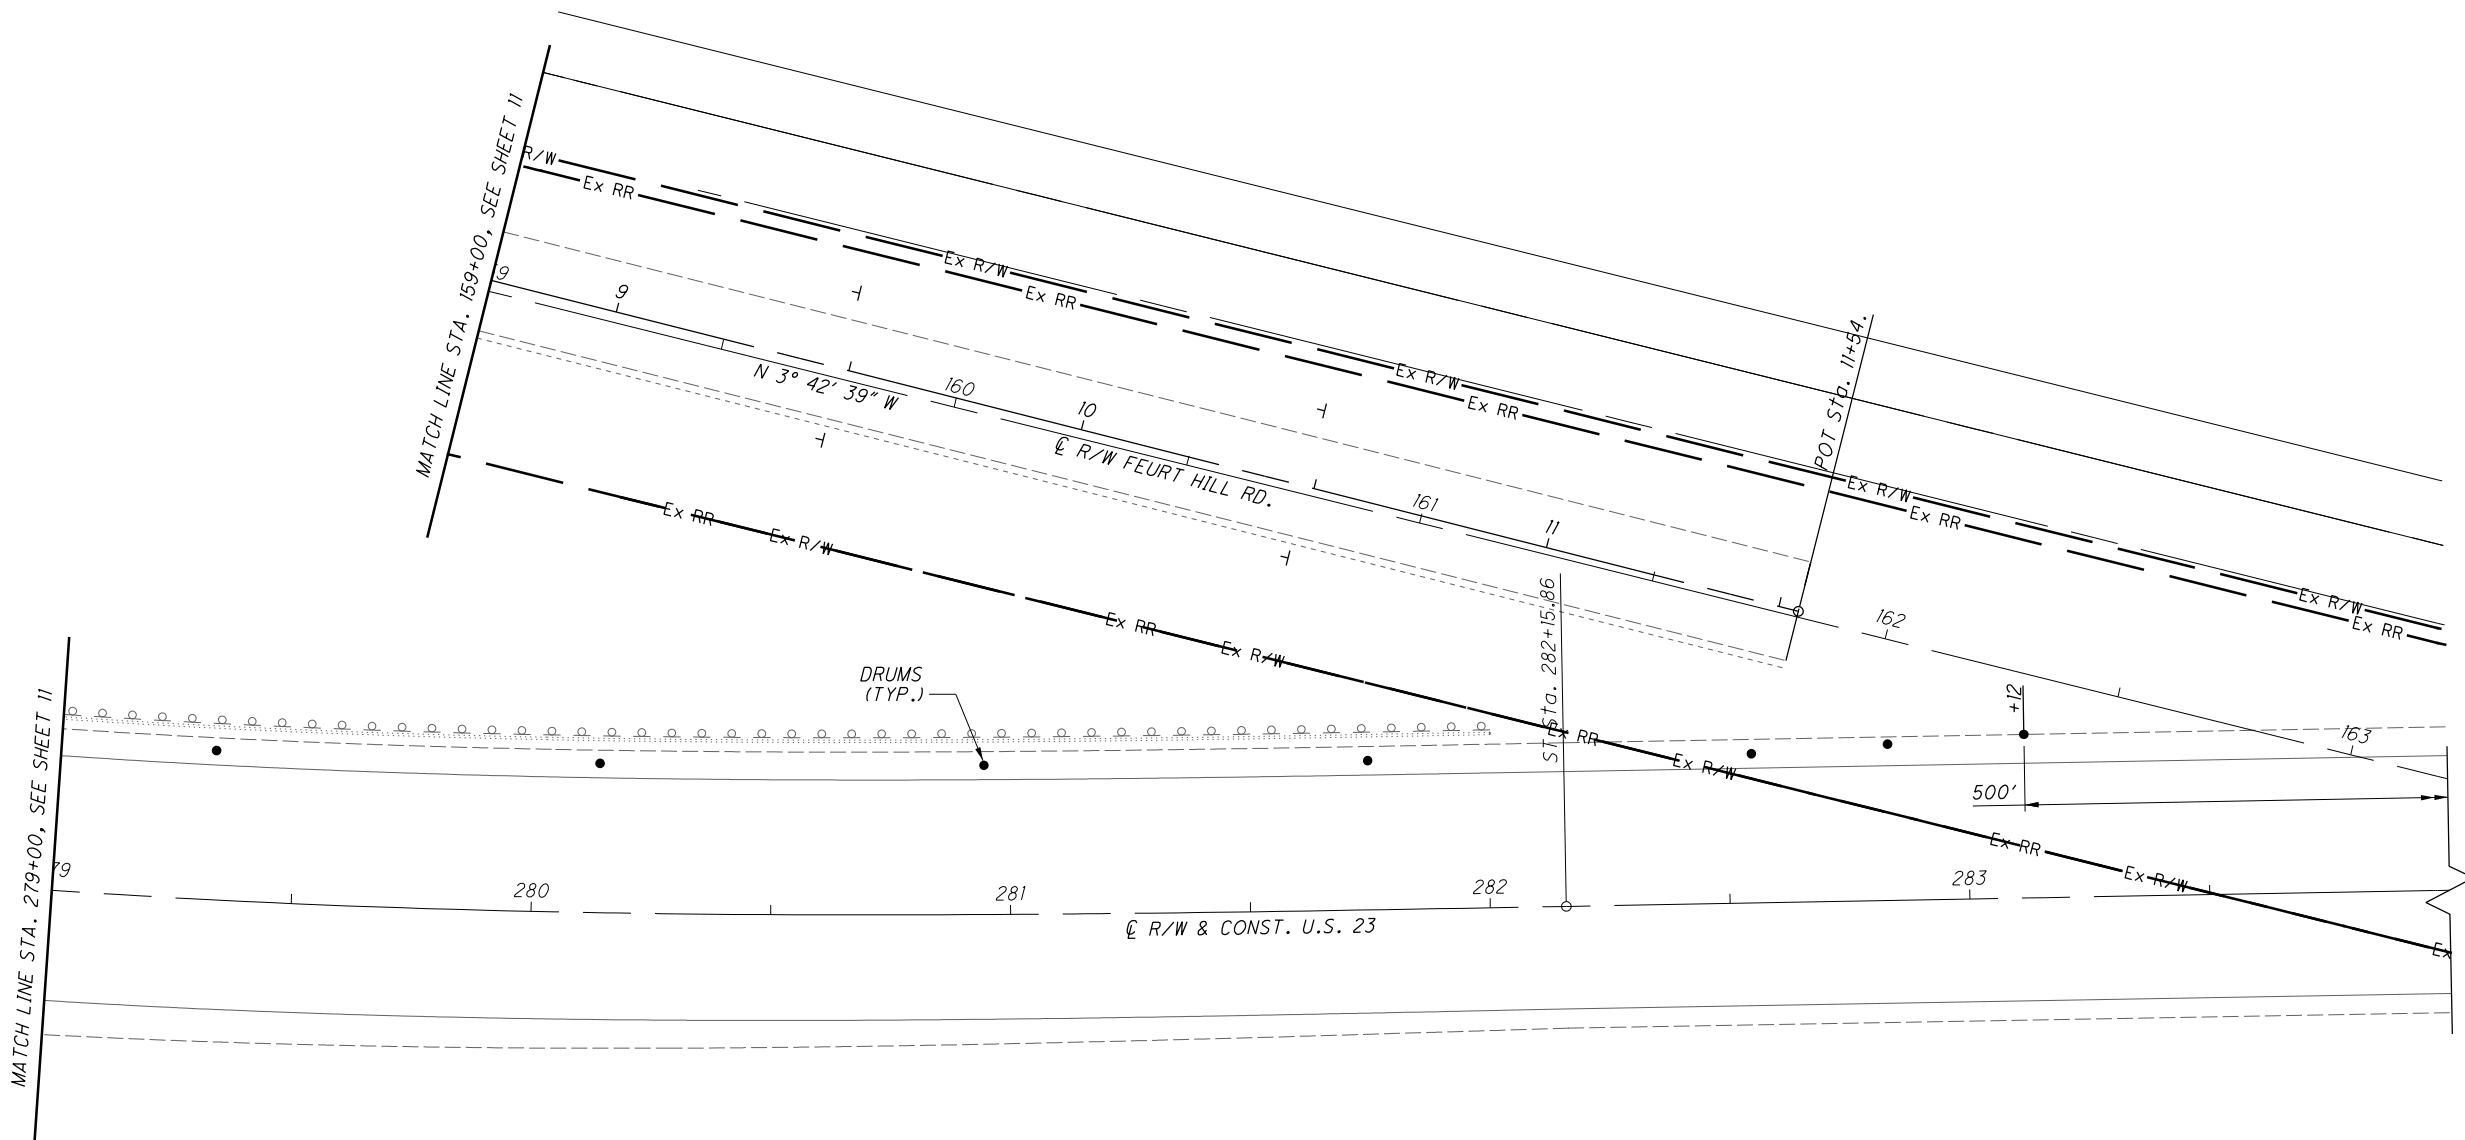 MATCH LINE STA. 159+00, SEE SHEET 11
R/W
Ex RR
Ex R/W
Ex RR
Ex R/W
Ex RR
Ex R/W
Ex RR
Ex R/W
Ex RR
9
9
160
10
161
11
162
163
N 3° 42' 39" W
℄ R/W FEURT HILL RD.
POT Sta. 11+54.
Ex RR
Ex R/W
Ex RR
Ex R/W
Ex RR
Ex R/W
Ex RR
Ex R/W
Ex
ST Sta. 282+15.86
DRUMS
(TYP.)
+12
500'
MATCH LINE STA. 279+00, SEE SHEET 11
79
280
281
282
283
℄ R/W & CONST. U.S. 23